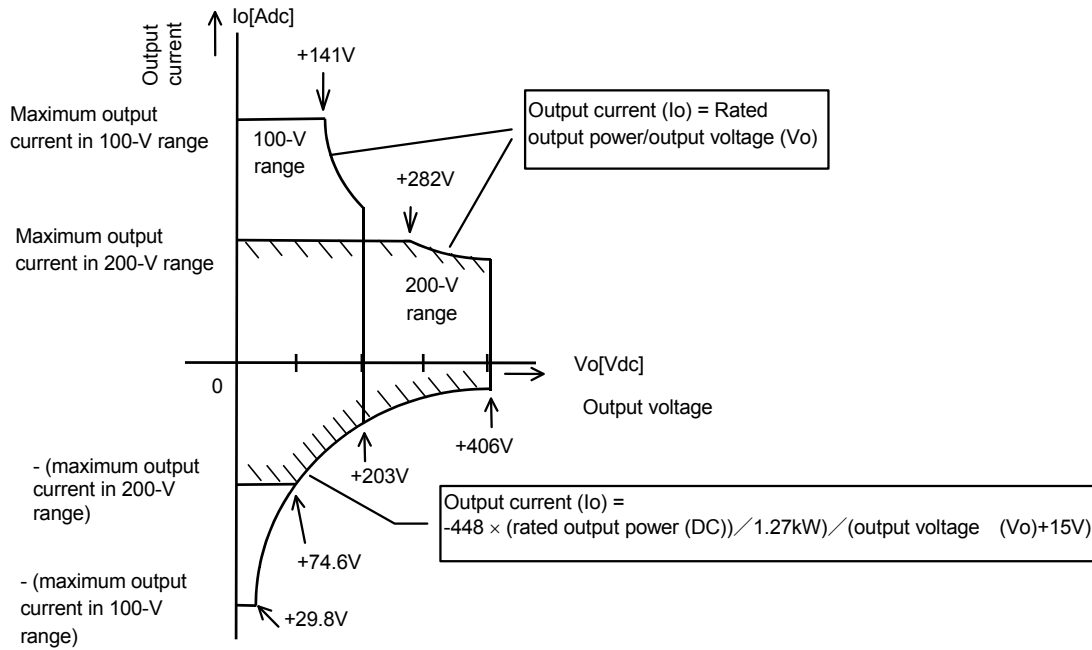 Io[Adc]
Output
current
+141V
Maximum output
current in 100-V range
100-V
range
Output current (Io) = Rated
output power/output voltage (Vo)
+282V
Maximum output
current in 200-V range
200-V
range
Vo[Vdc]
0
Output voltage
+406V
+203V
- (maximum output
current in 200-V
range)
Output current (Io) =
-448 × (rated output power (DC))／1.27kW)／(output voltage (Vo)+15V)
+74.6V
- (maximum output
current in 100-V
range)
+29.8V